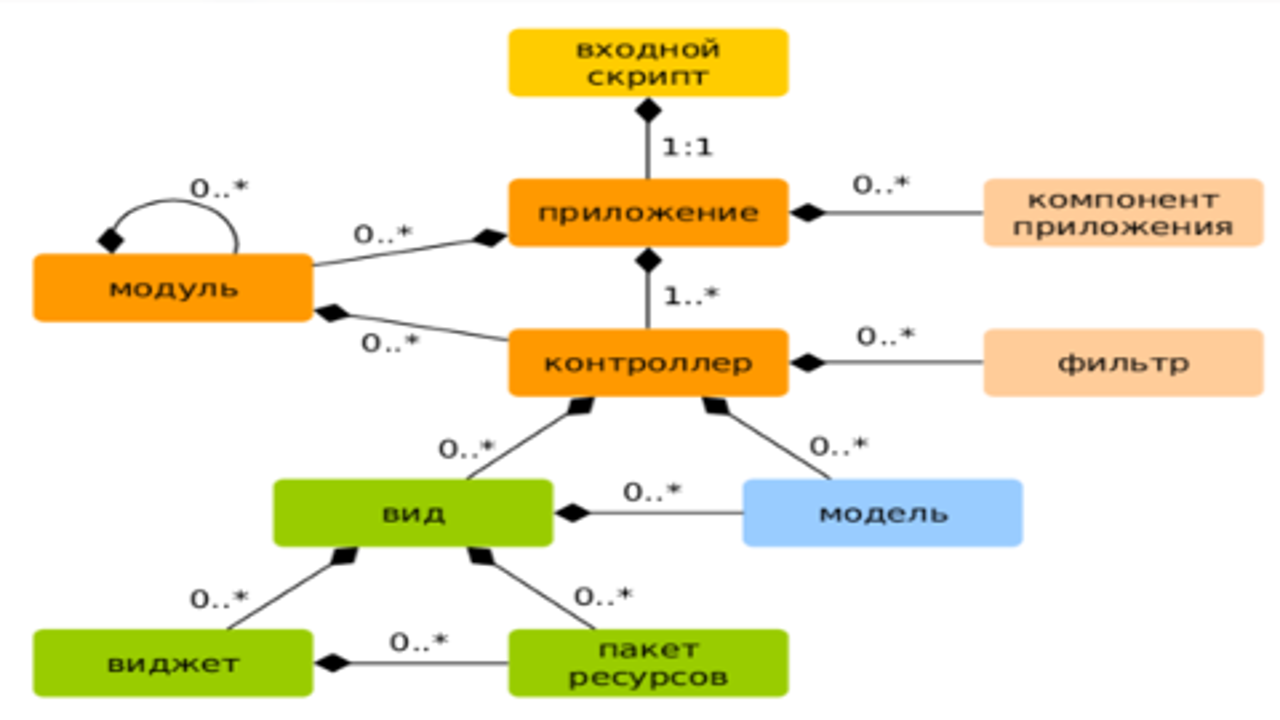 входной
скрипт
1:1
приложение
0..*
компонент
приложения
0..*
0..*
модуль
1..*
0..*
контроллер
0..*
фильтр
0..*
0..*
вид
0..*
модель
0..*
0..*
виджет
0..*
пакет
ресурсов